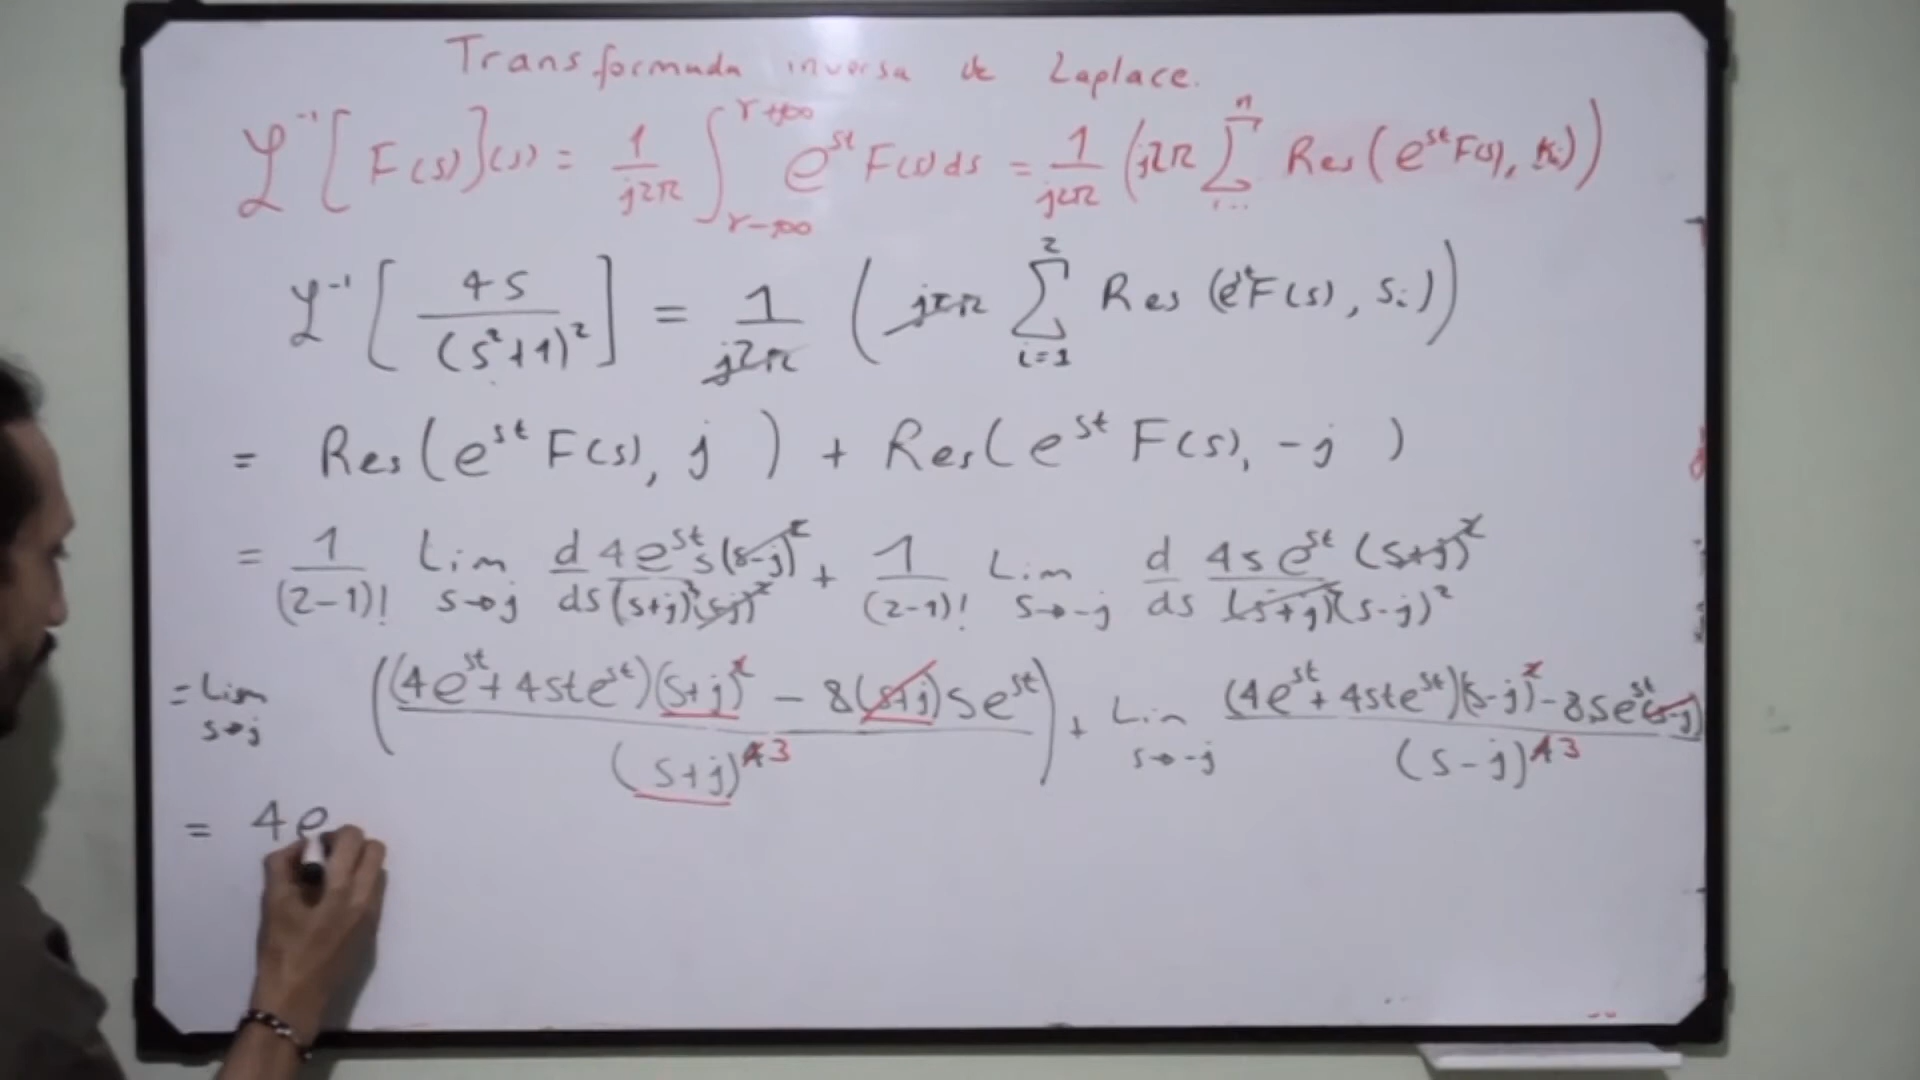 Transformada inversa de Laplace.
ℒ⁻¹[F(s)](s) = 1/(j2π) ∫_{γ-j∞}^{γ+j∞} e^{st} F(s) ds = 1/(j2π) (j2π Σ_{i...}^{n} Res(e^{st}F(s), ki))
ℒ⁻¹[4s/(s²+1)²] = 1/(j2π) (j2π Σ_{i=1}^{2} Res(e^{st}F(s), si))
= Res(e^{st} F(s), j) + Res(e^{st} F(s), -j)
= 1/(2-1)! Lim_{s→j} d/ds 4e^{st}s(s-j)²/((s+j)²(s-j)²) + 1/(2-1)! Lim_{s→-j} d/ds 4se^{st}(s+j)²/((s+j)²(s-j)²)
= Lim_{s→j} (((4e^{st}+4ste^{st})(s+j)² - 8(s+j)se^{st})/(s+j)^{4 3}) + Lim_{s→-j} ((4e^{st}+4ste^{st})(s-j)² - 8se^{st}(s-j))/(s-j)^{4 3}
= 4e